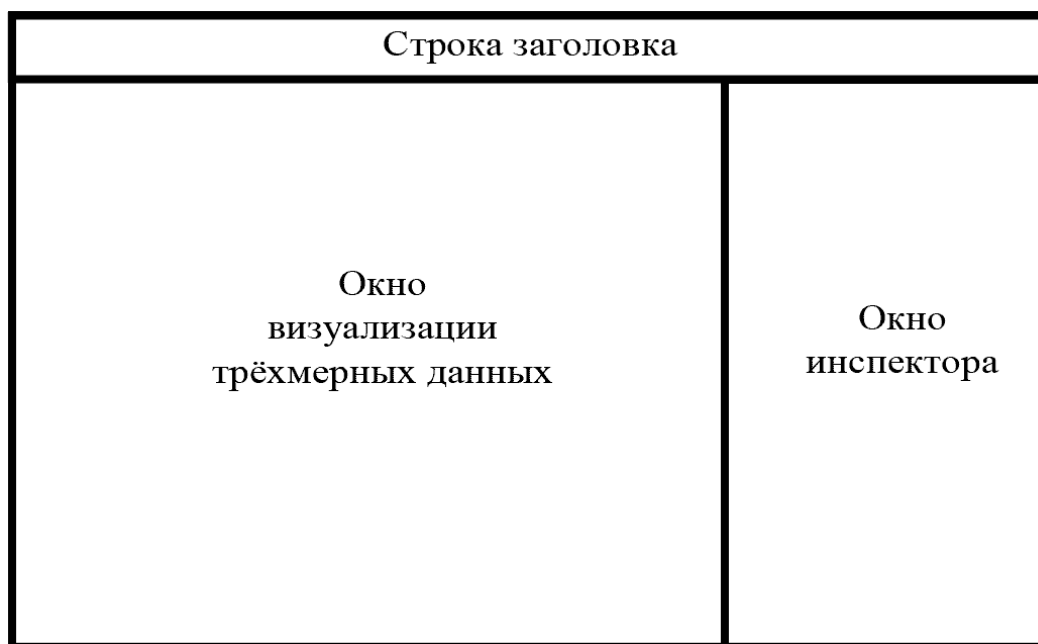 Строка заголовка
Окно
визуализации
трёхмерных данных
Окно
инспектора